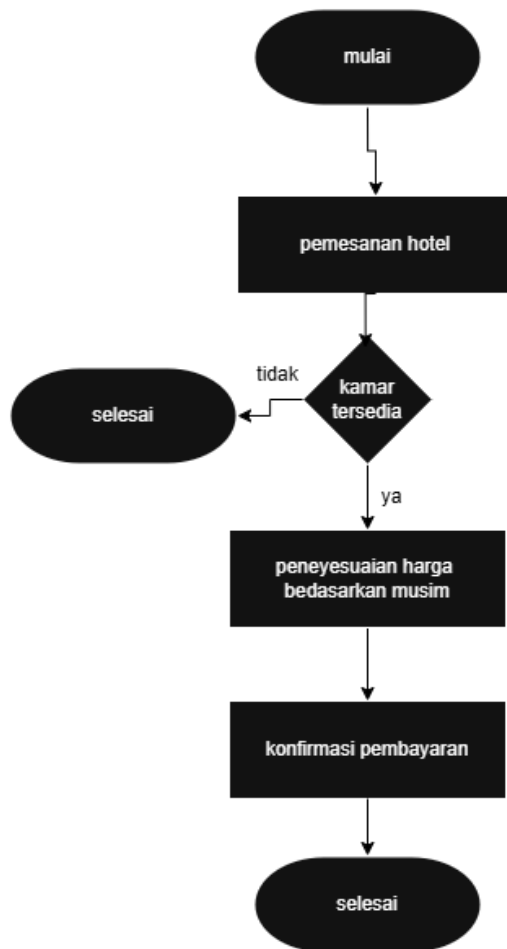 mulai
pemesanan hotel
tidak
kamar
tersedia
selesai
ya
peneyesuaian harga
bedasarkan musim
konfirmasi pembayaran
selesai